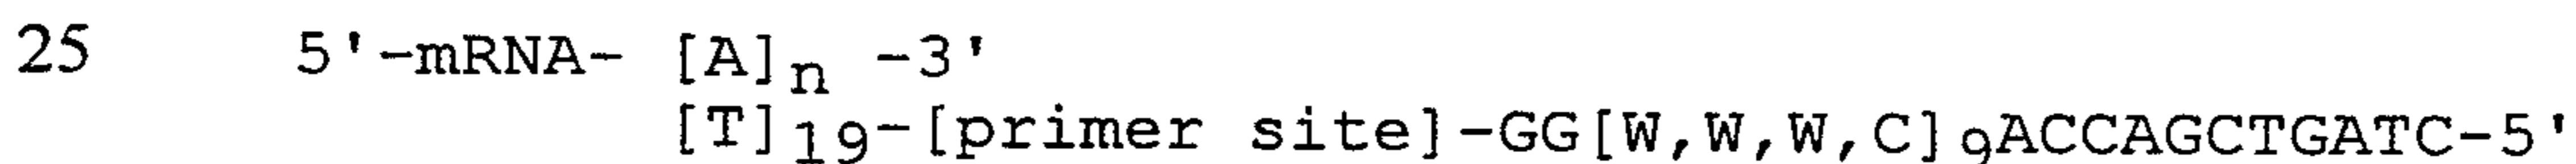 25 5'-mRNA- [A]n -3'
[T]19-[primer site]-GG[W,W,W,C]9ACCAGCTGATC-5'